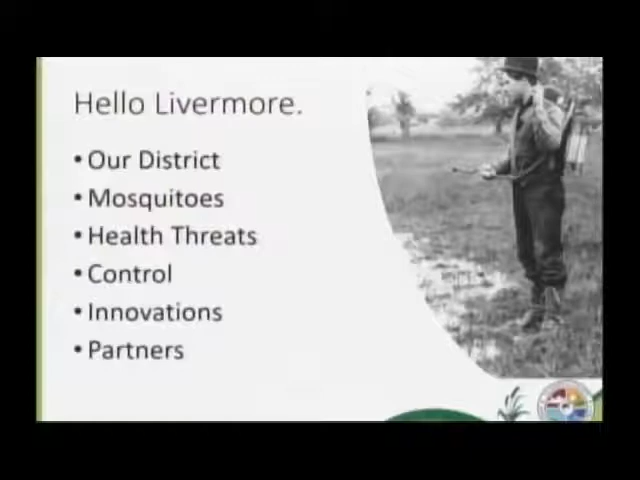 Hello Livermore.
• Our District
• Mosquitoes
• Health Threats
• Control
• Innovations
• Partners